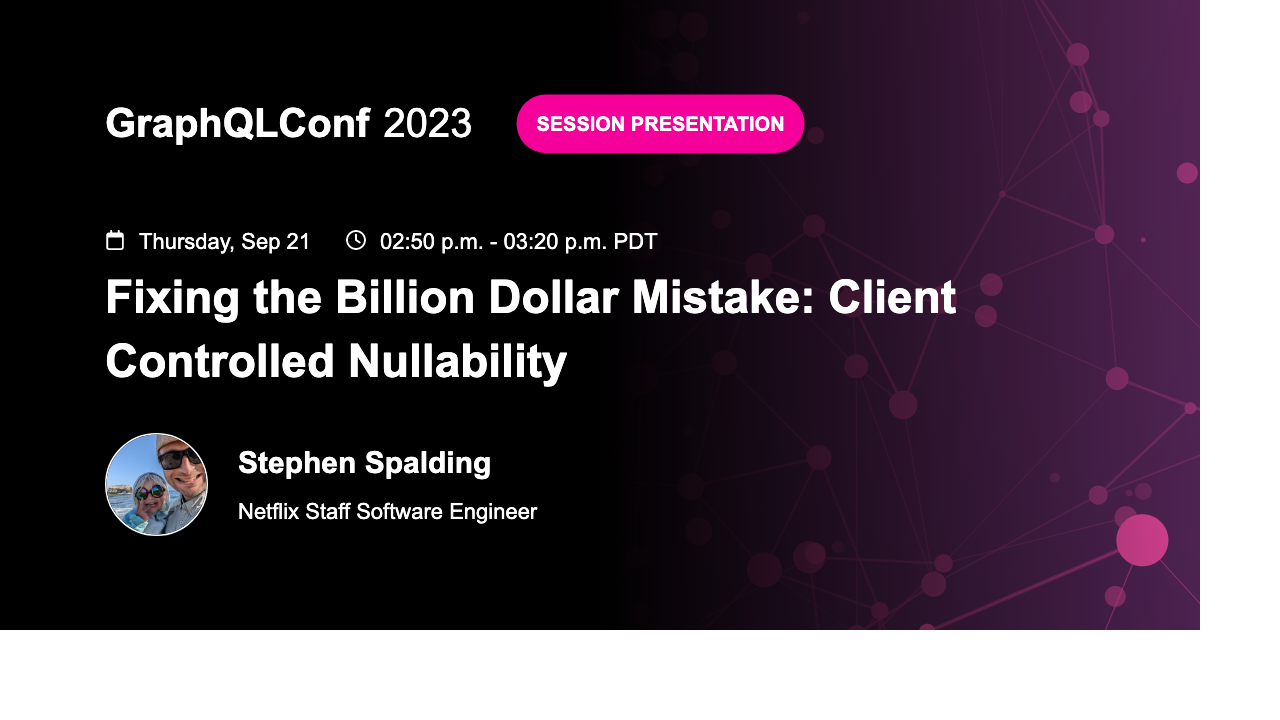 GraphQLConf 2023
SESSION PRESENTATION
Thursday, Sep 21
02:50 p.m. - 03:20 p.m. PDT
Fixing the Billion Dollar Mistake: Client
Controlled Nullability
Stephen Spalding
Netflix Staff Software Engineer